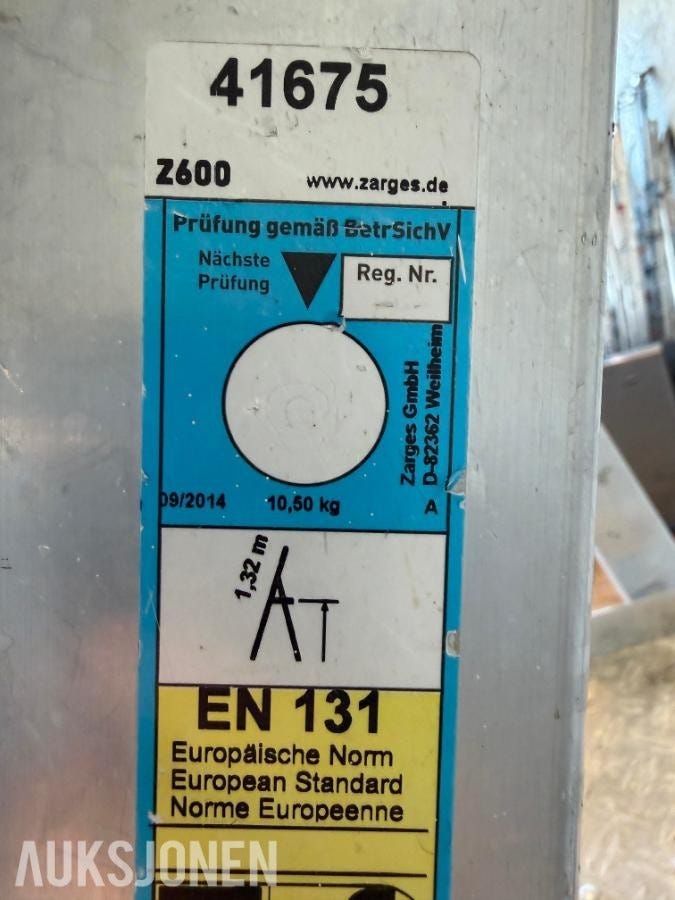 41675
Z600 www.zarges.de
Prüfung gemäß BetrSichV
Nächste
Prüfung
Reg. Nr.
Zarges GmbH
D-82362 Weilheim
09/2014 10,50 kg A
1,32 m
EN 131
Europäische Norm
European Standard
Norme Europeenne
AUKSJONEN